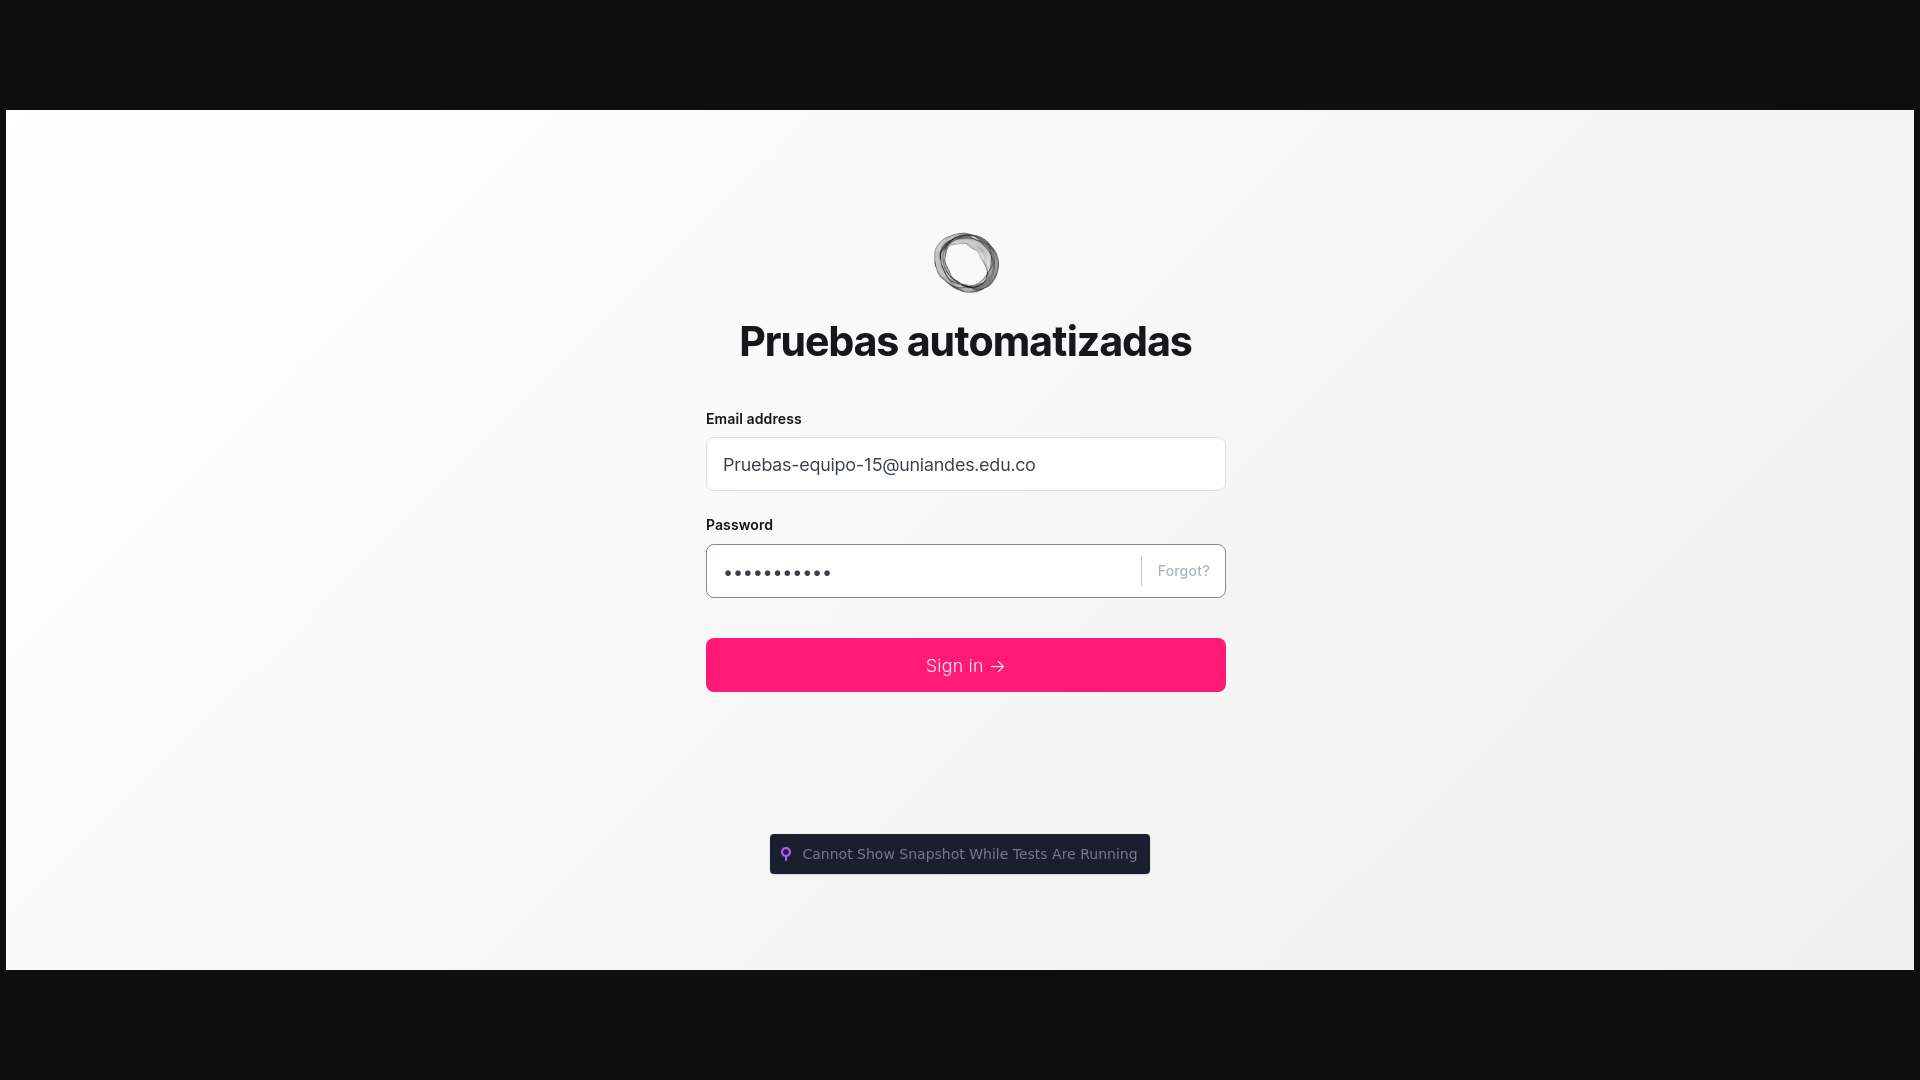 Pruebas automatizadas
Email address
Pruebas-equipo-15@uniandes.edu.co
Password
•••••••••••
Forgot?
Sign in →
Cannot Show Snapshot While Tests Are Running